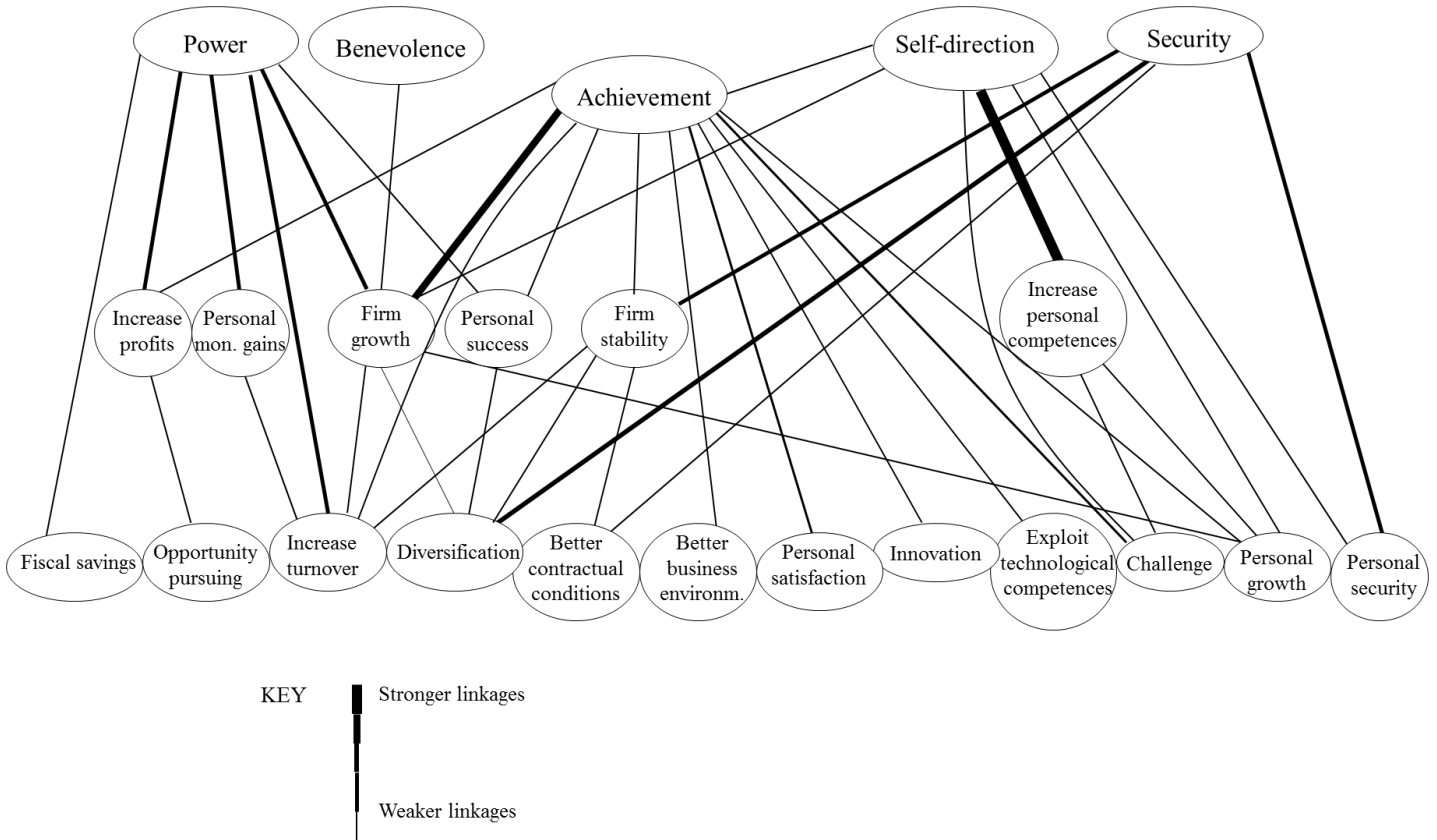 Power
Benevolence
Achievement
Self-direction
Security
Increase
profits
Personal
mon. gains
Firm
growth
Personal
success
Firm
stability
Increase
personal
competences
Fiscal savings
Opportunity
pursuing
Increase
turnover
Diversification
Better
contractual
conditions
Better
business
environm.
Personal
satisfaction
Innovation
Exploit
technological
competences
Challenge
Personal
growth
Personal
security
KEY
Stronger linkages
Weaker linkages